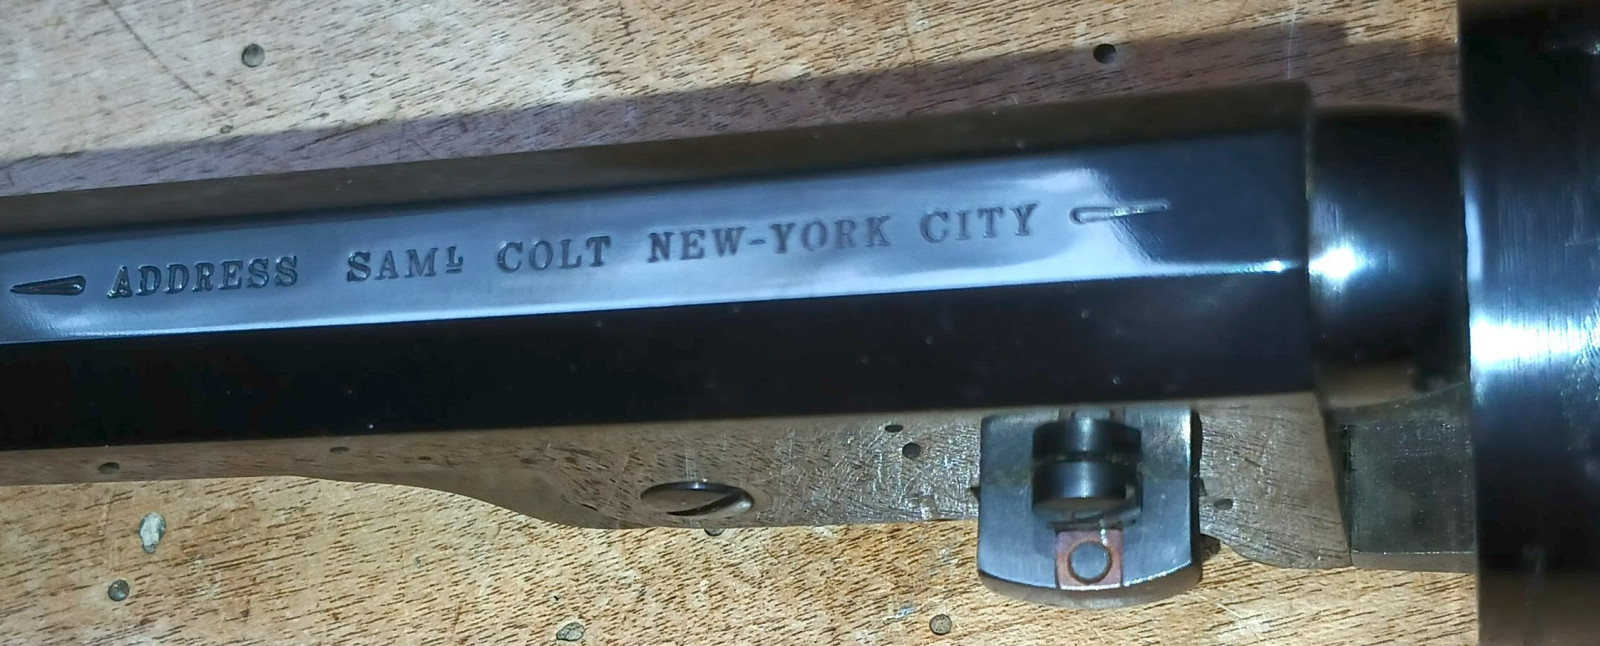 ADDRESS SAMᴸ COLT NEW-YORK CITY